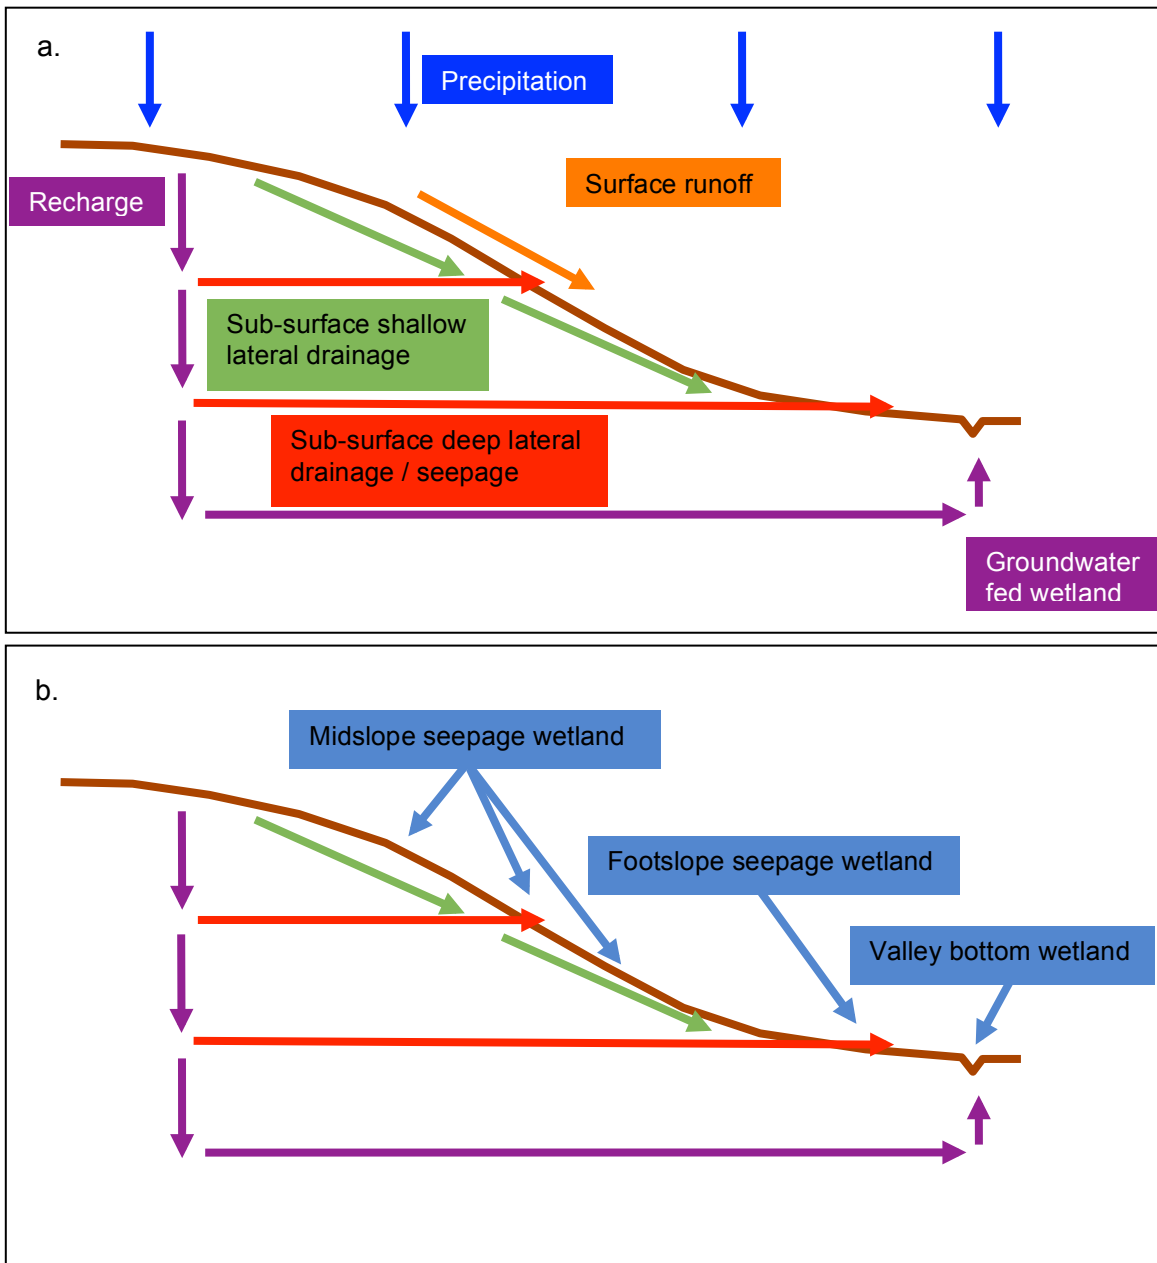 a.
Precipitation
Surface runoff
Recharge
Sub-surface shallow
lateral drainage
Sub-surface deep lateral
drainage / seepage
Groundwater
fed wetland
b.
Midslope seepage wetland
Footslope seepage wetland
Valley bottom wetland